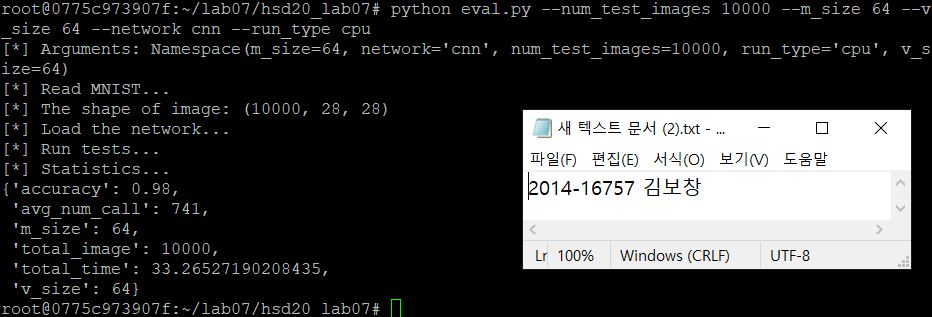 root@0775c973907f:~/lab07/hsd20_lab07# python eval.py --num_test_images 10000 --m_size 64 --v
_size 64 --network cnn --run_type cpu
[*] Arguments: Namespace(m_size=64, network='cnn', num_test_images=10000, run_type='cpu', v_s
ize=64)
[*] Read MNIST...
[*] The shape of image: (10000, 28, 28)
[*] Load the network...
[*] Run tests...
[*] Statistics...
{'accuracy': 0.98,
 'avg_num_call': 741,
 'm_size': 64,
 'total_image': 10000,
 'total_time': 33.26527190208435,
 'v_size': 64}
root@0775c973907f:~/lab07/hsd20_lab07#
새 텍스트 문서 (2).txt - ...
파일(F) 편집(E) 서식(O) 보기(V) 도움말
2014-16757 김보창
Ln 100% Windows (CRLF) UTF-8